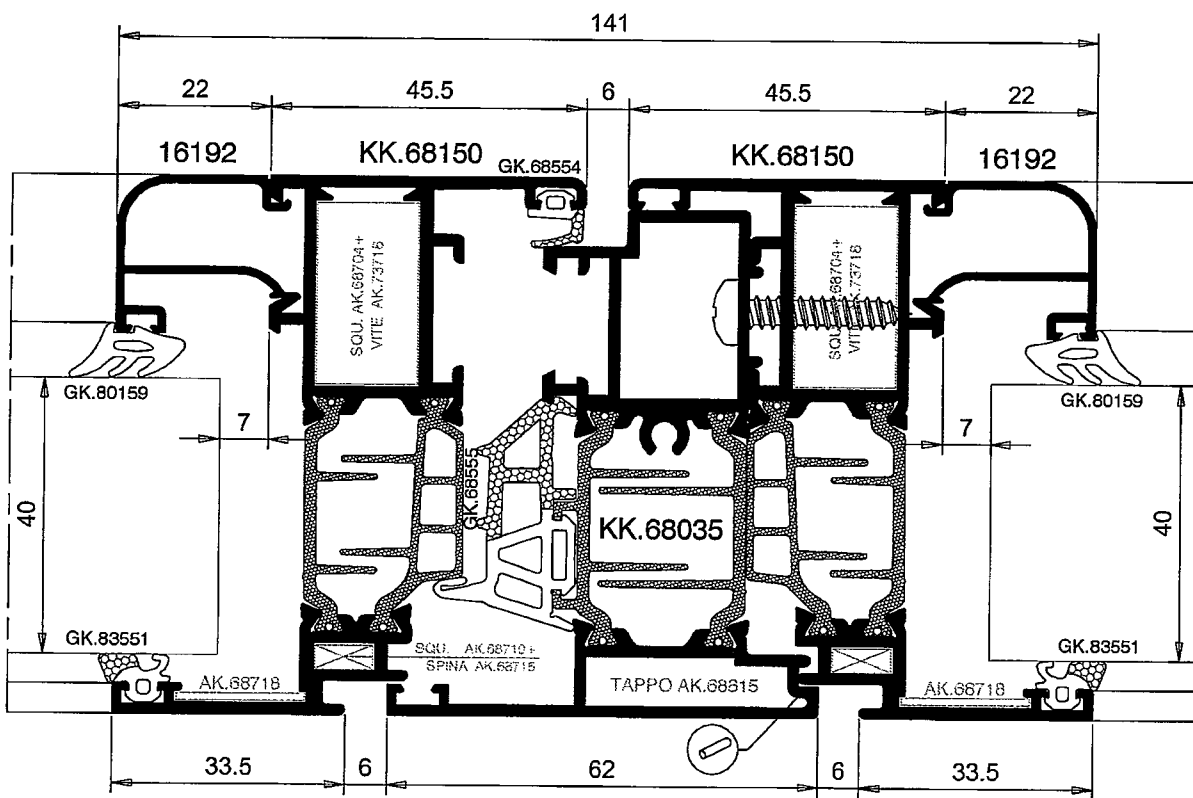 141
22
45.5
6
45.5
22
16192
KK.68150
GK.68554
KK.68150
16192
SQU. AK.68704+
VITE AK.73716
SQU. AK.68704+
VITE AK.73716
GK.80159
GK.80159
7
7
40
GK.68555
KK.68035
40
GK.83551
GK.83551
SQU. AK.68710+
SPINA AK.68715
AK.68718
TAPPO AK.68815
AK.68718
33.5
6
62
6
33.5